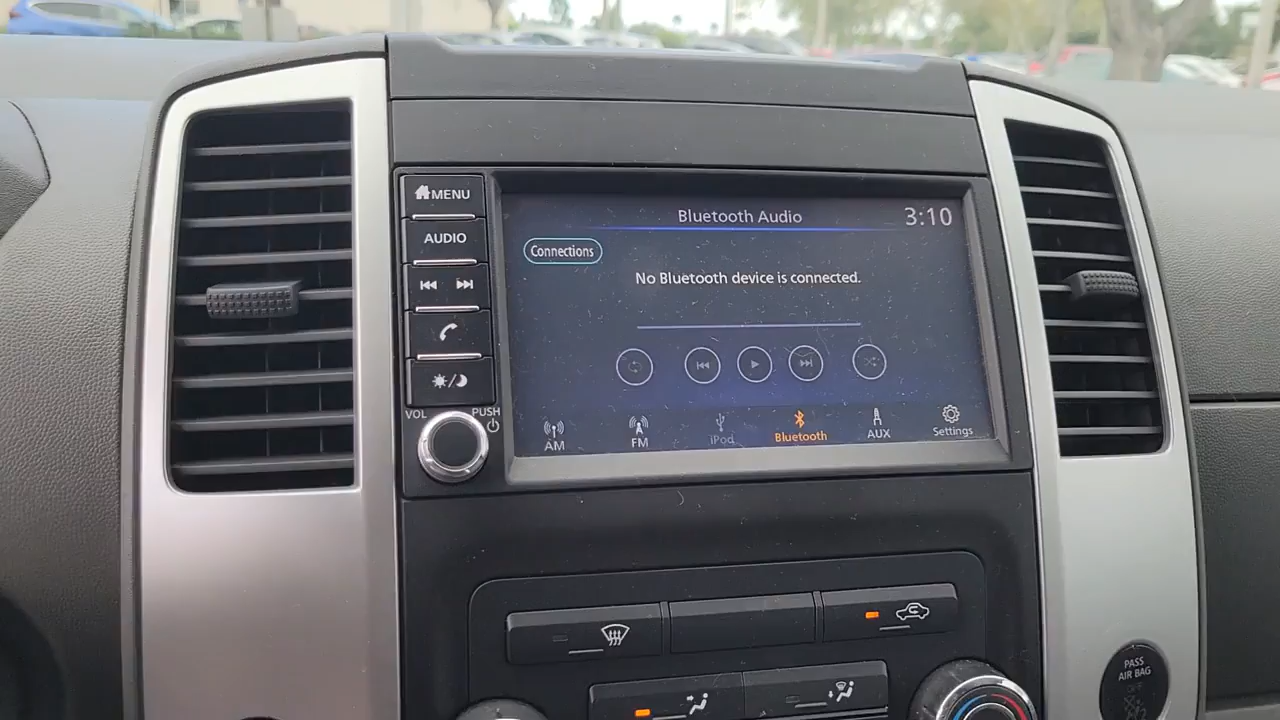 MENU
AUDIO
VOL
PUSH
Bluetooth Audio
3:10
Connections
No Bluetooth device is connected.
AM
FM
iPod
Bluetooth
AUX
Settings
PASS
AIR BAG
OFF